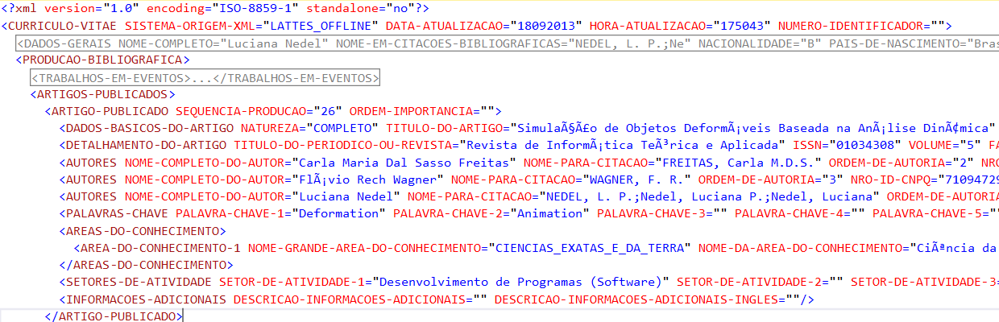 <?xml version="1.0" encoding="ISO-8859-1" standalone="no"?>
<CURRICULO-VITAE SISTEMA-ORIGEM-XML="LATTES_OFFLINE" DATA-ATUALIZACAO="18092013" HORA-ATUALIZACAO="175043" NUMERO-IDENTIFICADOR="">
<DADOS-GERAIS NOME-COMPLETO="Luciana Nedel" NOME-EM-CITACOES-BIBLIOGRAFICAS="NEDEL, L. P.;Ne" NACIONALIDADE="B" PAIS-DE-NASCIMENTO="Bras
<PRODUCAO-BIBLIOGRAFICA>
<TRABALHOS-EM-EVENTOS>...</TRABALHOS-EM-EVENTOS>
<ARTIGOS-PUBLICADOS>
<ARTIGO-PUBLICADO SEQUENCIA-PRODUCAO="26" ORDEM-IMPORTANCIA="">
<DADOS-BASICOS-DO-ARTIGO NATUREZA="COMPLETO" TITULO-DO-ARTIGO="SimulaÃ§Ã£o de Objetos DeformÃ¡veis Baseada na AnÃ¡lise DinÃ¢mica"
<DETALHAMENTO-DO-ARTIGO TITULO-DO-PERIODICO-OU-REVISTA="Revista de InformÃ¡tica TeÃ³rica e Aplicada" ISSN="01034308" VOLUME="5" FA
<AUTORES NOME-COMPLETO-DO-AUTOR="Carla Maria Dal Sasso Freitas" NOME-PARA-CITACAO="FREITAS, Carla M.D.S." ORDEM-DE-AUTORIA="2" NRO
<AUTORES NOME-COMPLETO-DO-AUTOR="FlÃ¡vio Rech Wagner" NOME-PARA-CITACAO="WAGNER, F. R." ORDEM-DE-AUTORIA="3" NRO-ID-CNPQ="71094729
<AUTORES NOME-COMPLETO-DO-AUTOR="Luciana Nedel" NOME-PARA-CITACAO="NEDEL, L. P.;Nedel, Luciana P.;Nedel, Luciana" ORDEM-DE-AUTORIA
<PALAVRAS-CHAVE PALAVRA-CHAVE-1="Deformation" PALAVRA-CHAVE-2="Animation" PALAVRA-CHAVE-3="" PALAVRA-CHAVE-4="" PALAVRA-CHAVE-5=""
<AREAS-DO-CONHECIMENTO>
<AREA-DO-CONHECIMENTO-1 NOME-GRANDE-AREA-DO-CONHECIMENTO="CIENCIAS_EXATAS_E_DA_TERRA" NOME-DA-AREA-DO-CONHECIMENTO="CiÃªncia da
</AREAS-DO-CONHECIMENTO>
<SETORES-DE-ATIVIDADE SETOR-DE-ATIVIDADE-1="Desenvolvimento de Programas (Software)" SETOR-DE-ATIVIDADE-2="" SETOR-DE-ATIVIDADE-3=
<INFORMACOES-ADICIONAIS DESCRICAO-INFORMACOES-ADICIONAIS="" DESCRICAO-INFORMACOES-ADICIONAIS-INGLES=""/>
</ARTIGO-PUBLICADO>